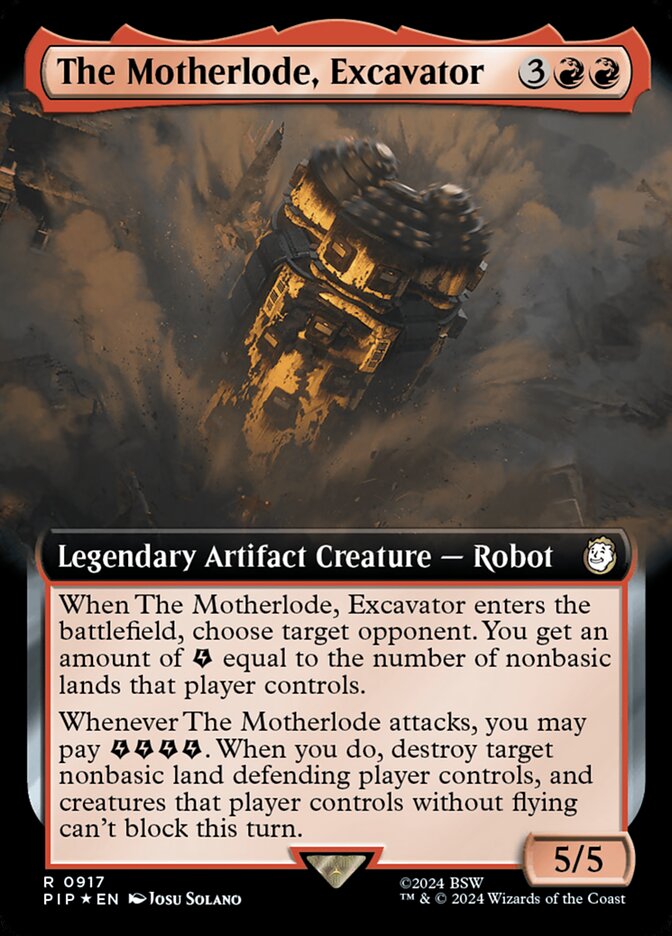 The Motherlode, Excavator 3
Legendary Artifact Creature — Robot
When The Motherlode, Excavator enters the
battlefield, choose target opponent. You get an
amount of equal to the number of nonbasic
lands that player controls.
Whenever The Motherlode attacks, you may
pay . When you do, destroy target
nonbasic land defending player controls, and
creatures that player controls without flying
can't block this turn.
5/5
R 0917
PIP★EN Josu Solano
©2024 BSW
™ & © 2024 Wizards of the Coast